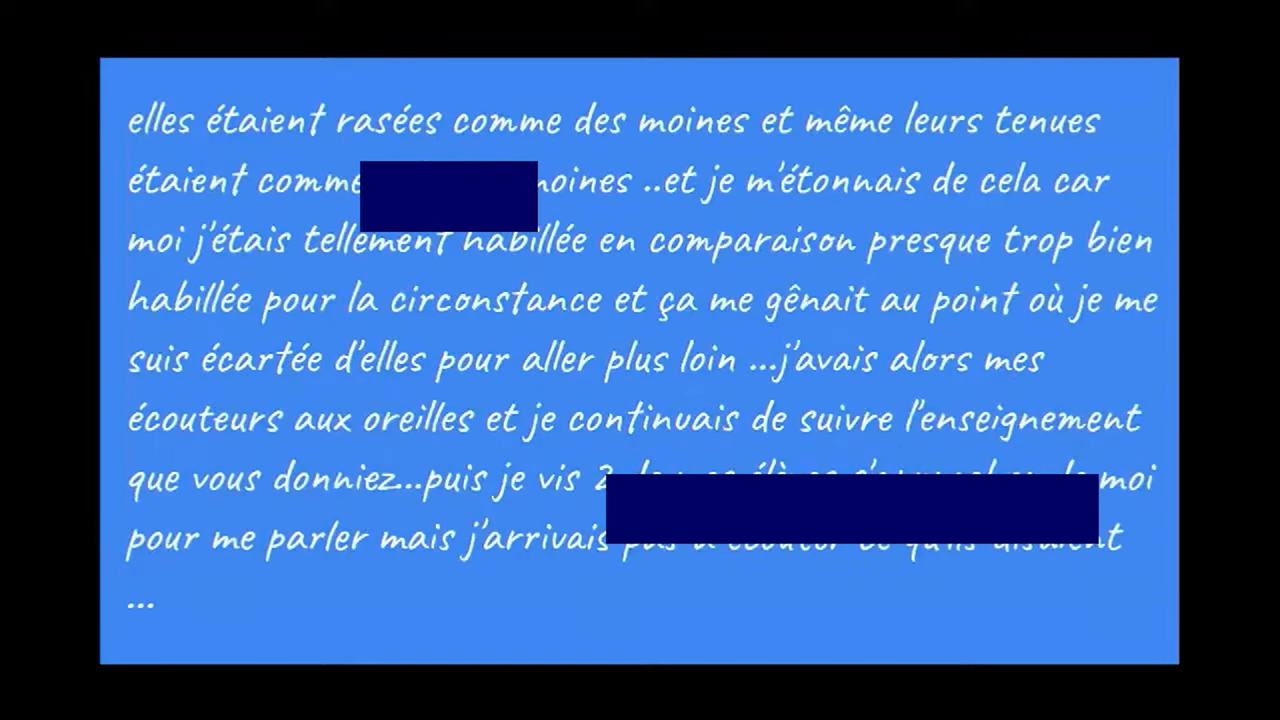 elles étaient rasées comme des moines et même leurs tenues
étaient comme moines ..et je m'étonnais de cela car
moi j'étais tellement habillée en comparaison presque trop bien
habillée pour la circonstance et ça me gênait au point où je me
suis écartée d'elles pour aller plus loin ...j'avais alors mes
écouteurs aux oreilles et je continuais de suivre l'enseignement
que vous donniez...puis je vis moi
pour me parler mais j'arrivais
...